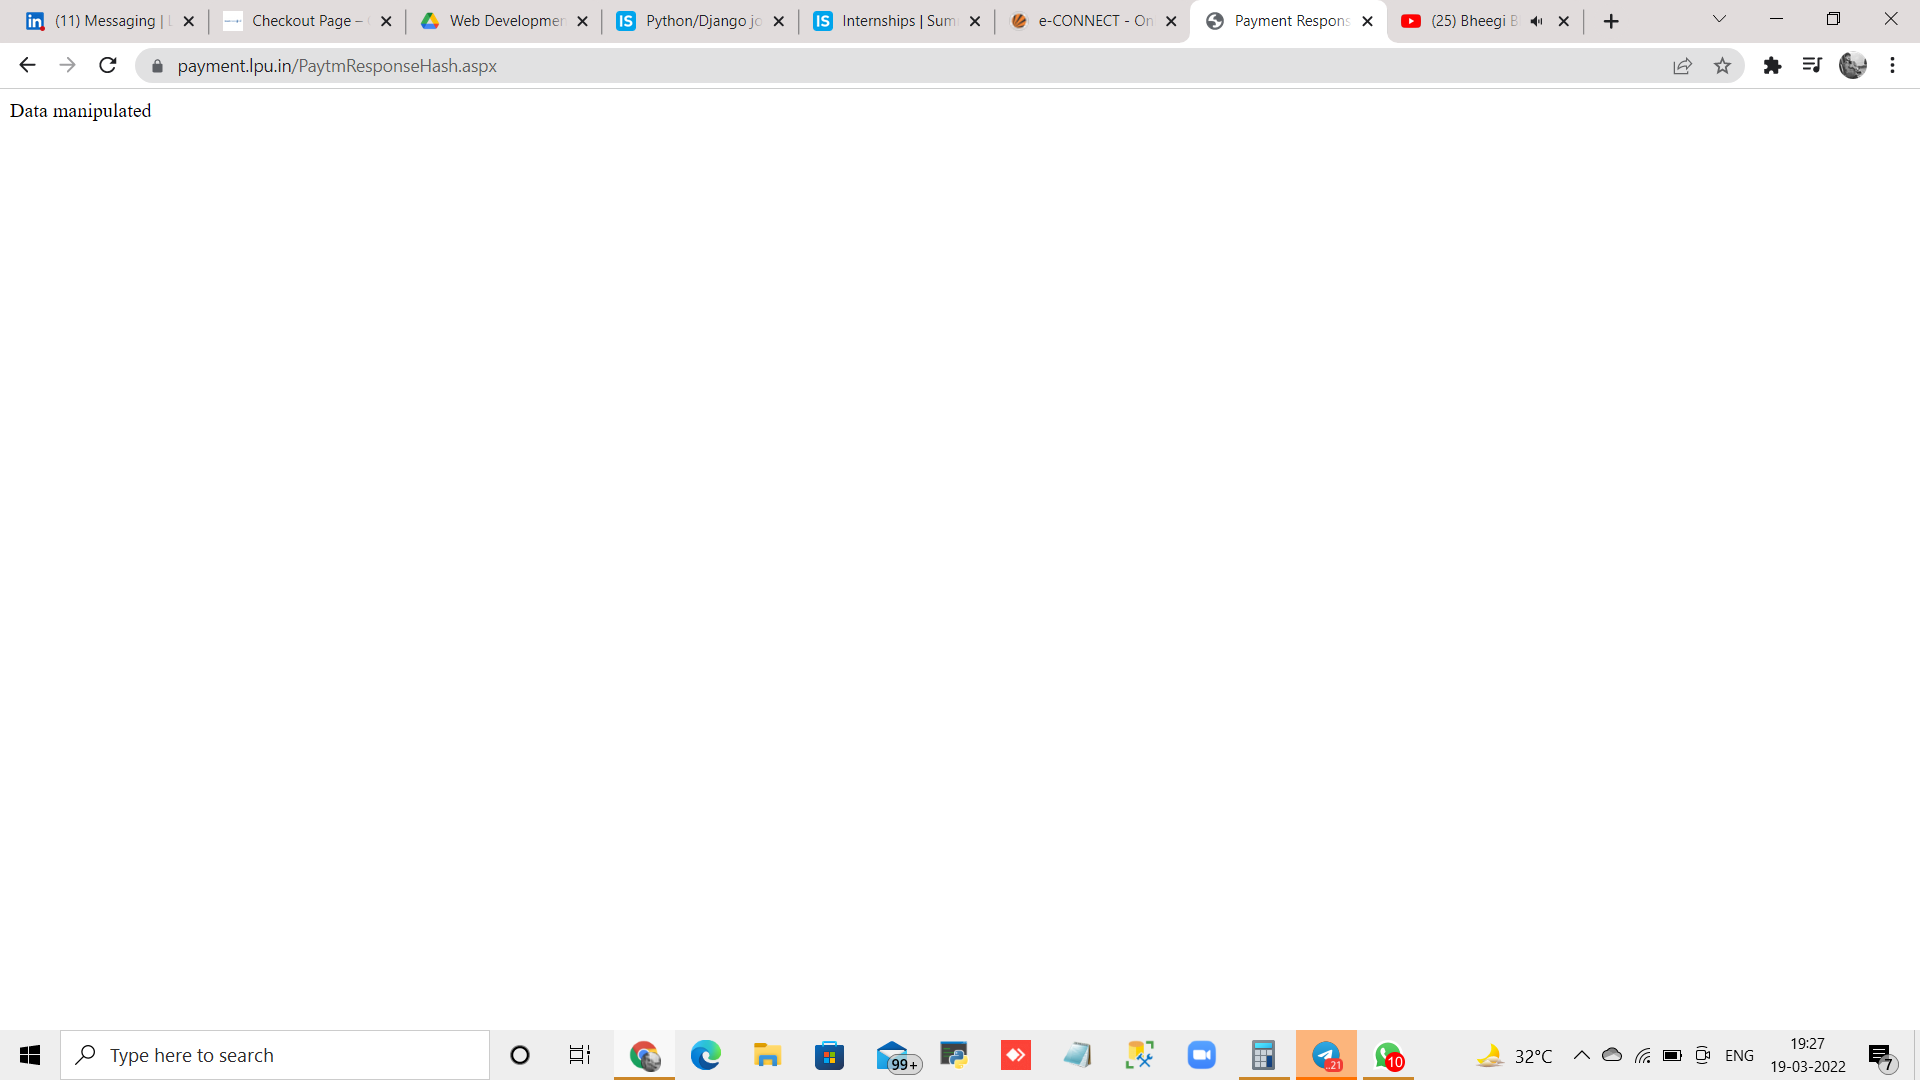 (11) Messaging |
Checkout Page –
Web Developmen
Python/Django jo
Internships | Sum
e-CONNECT - On
Payment Respons
(25) Bheegi B
payment.lpu.in/PaytmResponseHash.aspx
Data manipulated
Type here to search
99+
21
10
32°C
ENG
19:27
19-03-2022
7